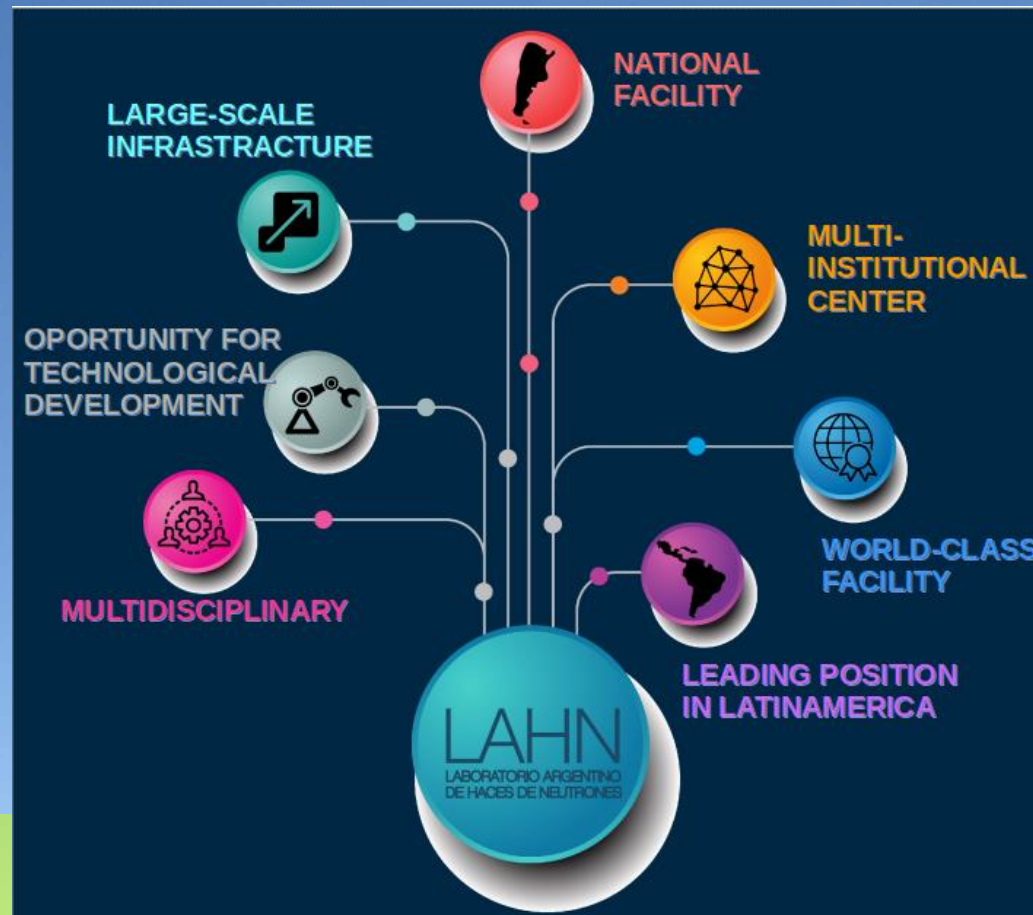 NATIONAL
FACILITY
LARGE-SCALE
INFRASTRACTURE
MULTI-
INSTITUTIONAL
CENTER
OPORTUNITY FOR
TECHNOLOGICAL
DEVELOPMENT
WORLD-CLASS
FACILITY
MULTIDISCIPLINARY
LEADING POSITION
IN LATINAMERICA
LAHN
LABORATORIO ARGENTINO
DE HACES DE NEUTRONES